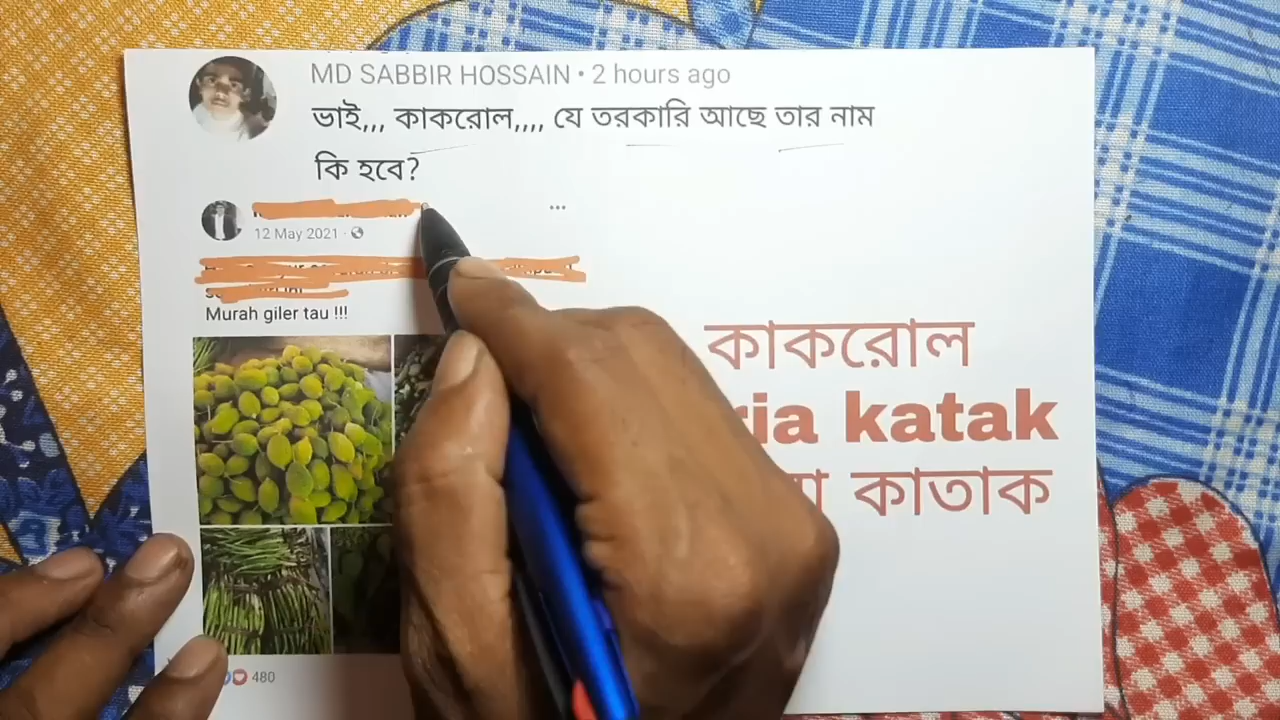 MD SABBIR HOSSAIN • 2 hours ago
ভাই,,, কাকরোল,,,, যে তরকারি আছে তার নাম
কি হবে?
...
12 May 2021 ·
Murah giler tau !!!
কাকরোল
katak
কাতাক
480